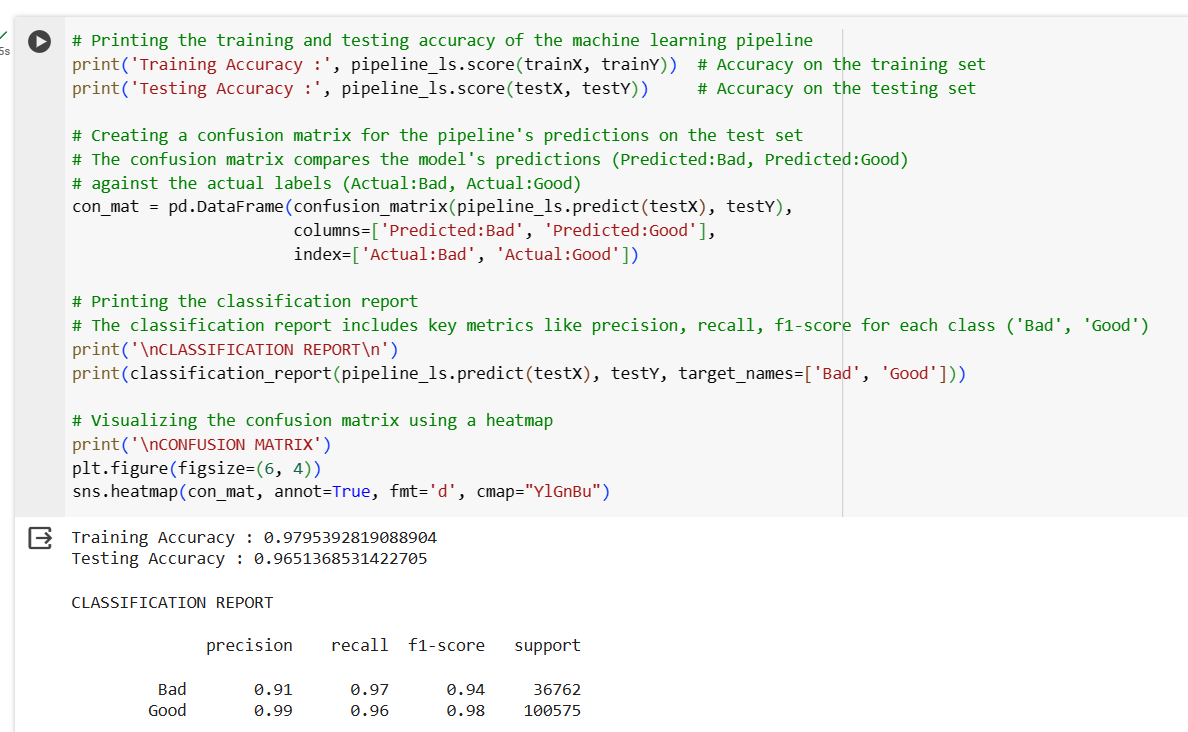 5s
# Printing the training and testing accuracy of the machine learning pipeline
print('Training Accuracy :', pipeline_ls.score(trainX, trainY))  # Accuracy on the training set
print('Testing Accuracy :', pipeline_ls.score(testX, testY))     # Accuracy on the testing set

# Creating a confusion matrix for the pipeline's predictions on the test set
# The confusion matrix compares the model's predictions (Predicted:Bad, Predicted:Good)
# against the actual labels (Actual:Bad, Actual:Good)
con_mat = pd.DataFrame(confusion_matrix(pipeline_ls.predict(testX), testY),
                       columns=['Predicted:Bad', 'Predicted:Good'],
                       index=['Actual:Bad', 'Actual:Good'])

# Printing the classification report
# The classification report includes key metrics like precision, recall, f1-score for each class ('Bad', 'Good')
print('\nCLASSIFICATION REPORT\n')
print(classification_report(pipeline_ls.predict(testX), testY, target_names=['Bad', 'Good']))

# Visualizing the confusion matrix using a heatmap
print('\nCONFUSION MATRIX')
plt.figure(figsize=(6, 4))
sns.heatmap(con_mat, annot=True, fmt='d', cmap="YlGnBu")
Training Accuracy : 0.9795392819088904
Testing Accuracy : 0.9651368531422705

CLASSIFICATION REPORT

              precision    recall  f1-score   support

         Bad       0.91      0.97      0.94     36762
        Good       0.99      0.96      0.98    100575